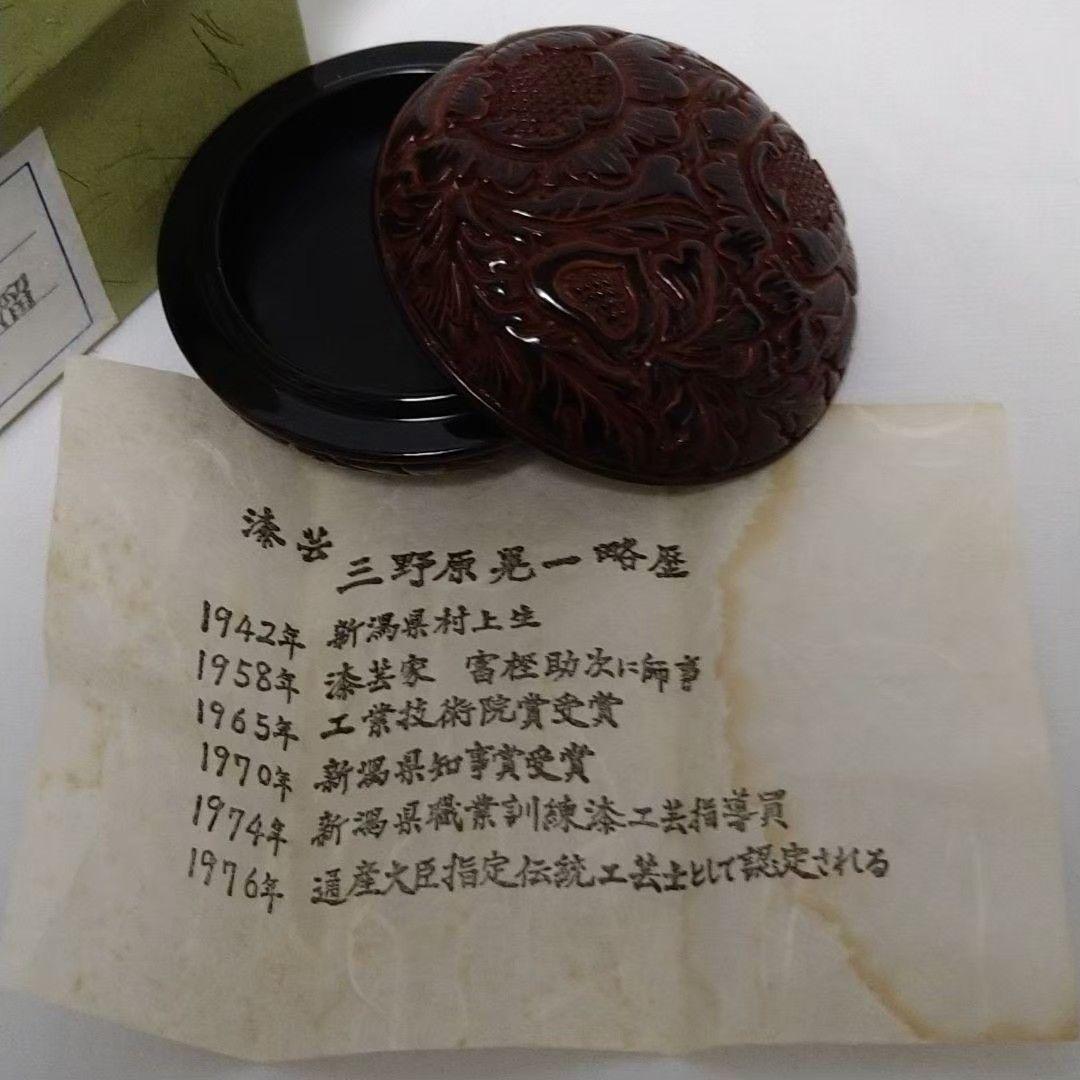 漆芸
三野原晃一略歴
1942年 新潟県村上生
1958年 漆芸家 富樫助次に師事
1965年 工業技術院賞受賞
1970年 新潟県知事賞受賞
1974年 新潟県職業訓練漆工芸指導員
1976年 通産大臣指定伝統工芸士として認定される